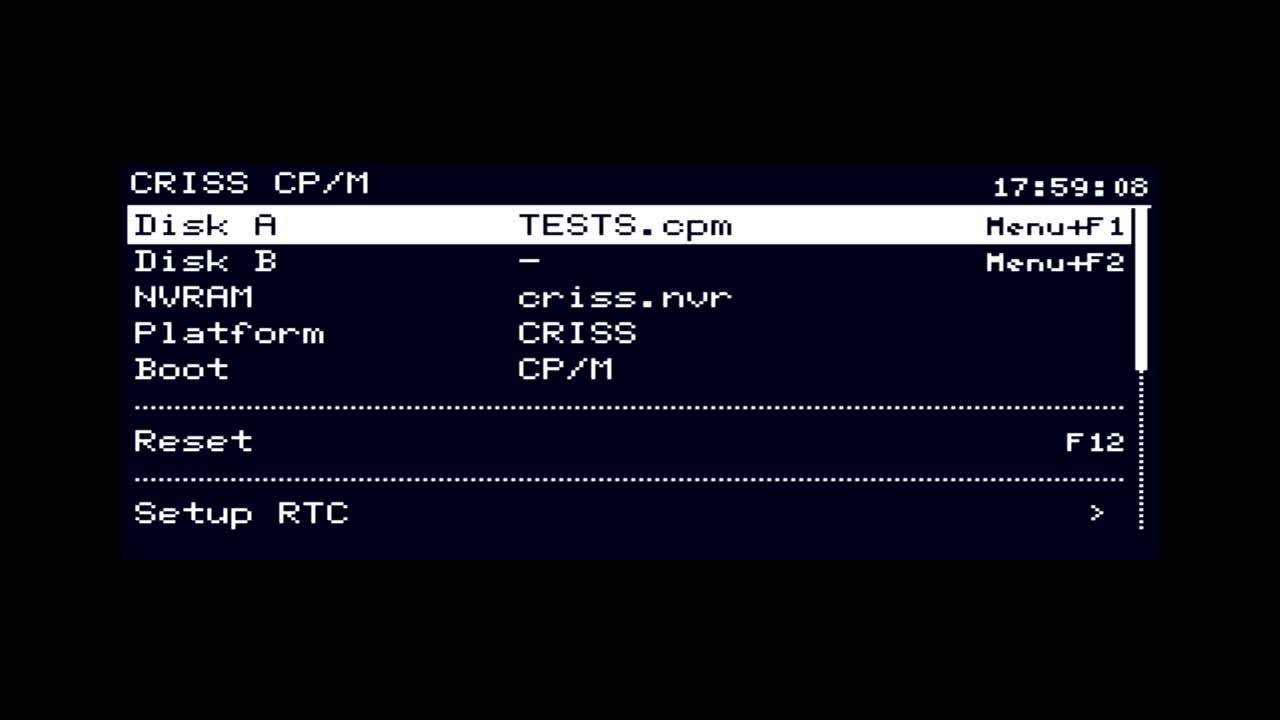 CRISS CP/M 17:59:08
Disk A TESTS.cpm Menu+F1
Disk B - Menu+F2
NVRAM criss.nvr
Platform CRISS
Boot CP/M
Reset F12
Setup RTC >